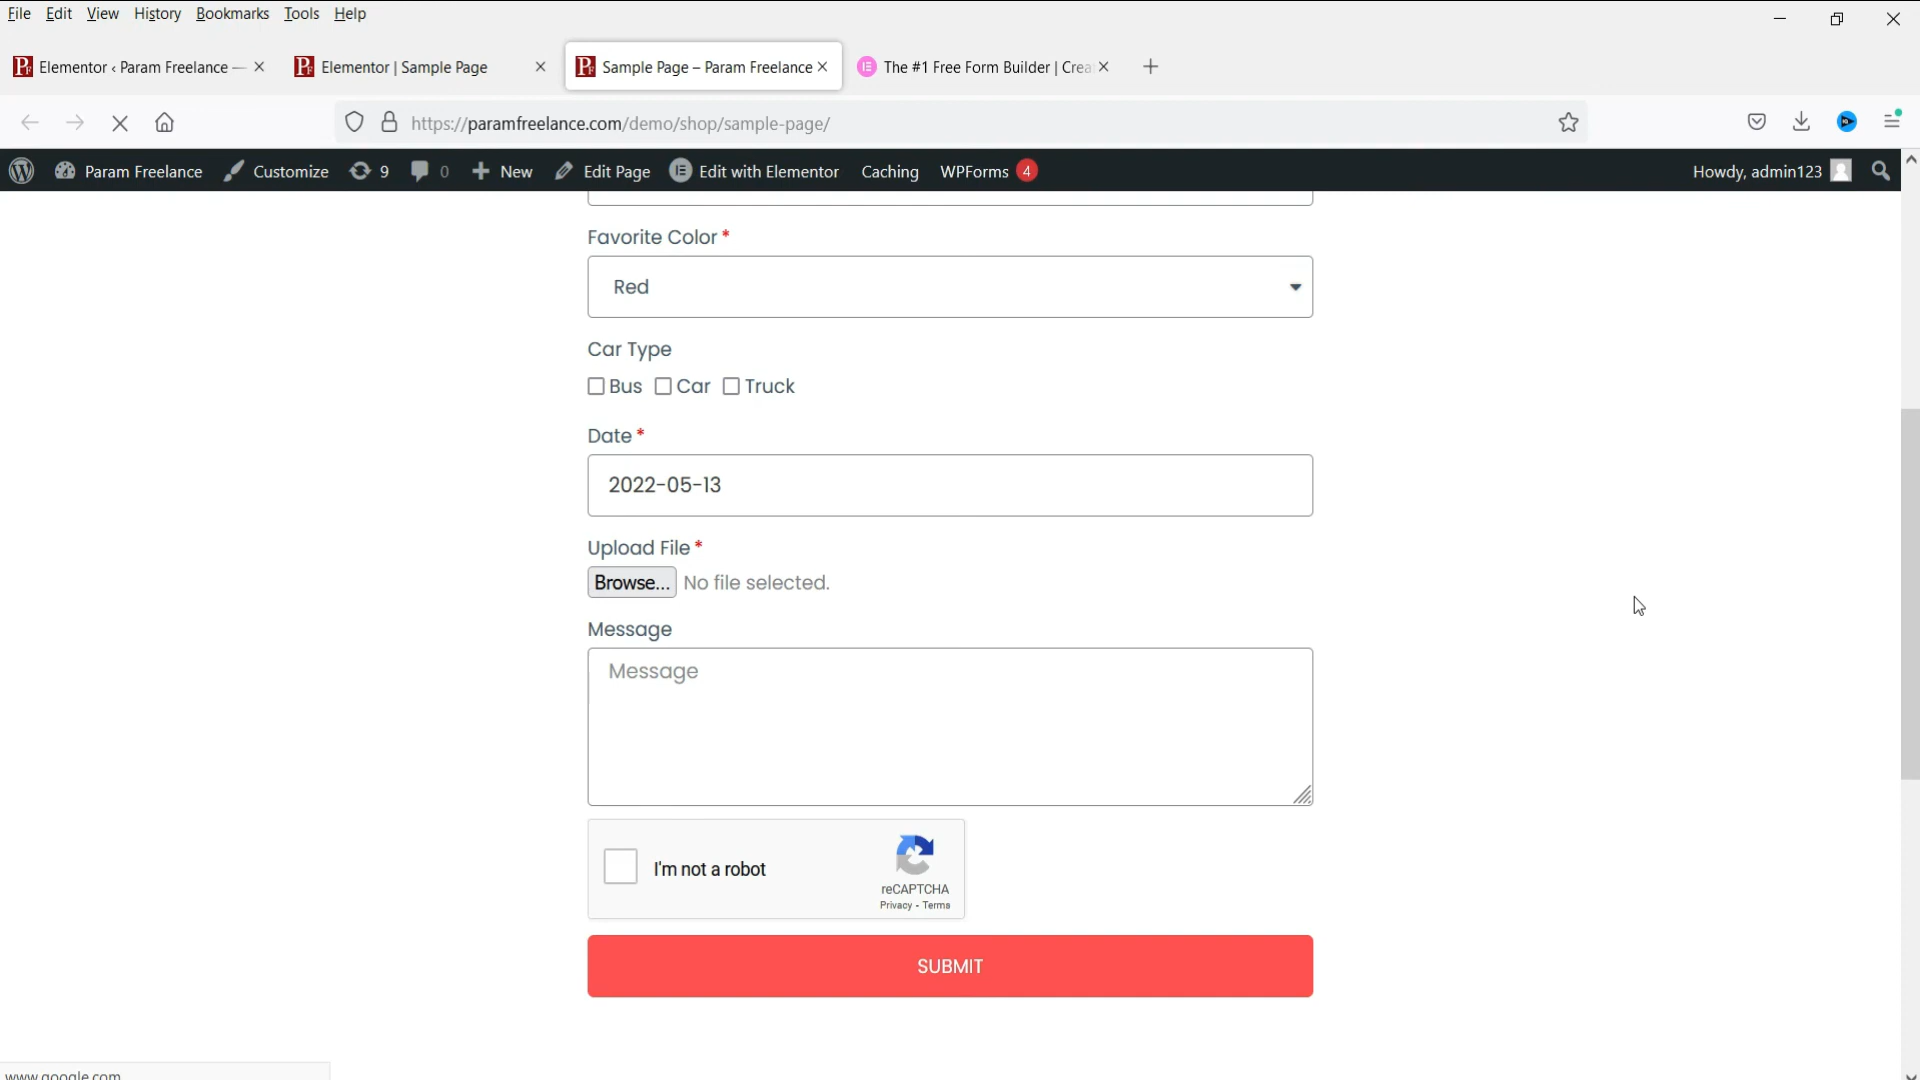 File Edit View History Bookmarks Tools Help
Elementor ‹ Param Freelance — Elementor | Sample Page Sample Page – Param Freelance The #1 Free Form Builder | Crea
https://paramfreelance.com/demo/shop/sample-page/
Param Freelance Customize 9 0 New Edit Page Edit with Elementor Caching WPForms 4 Howdy, admin123
Favorite Color *
Red
Car Type
Bus Car Truck
Date *
2022-05-13
Upload File *
Browse... No file selected.
Message
Message
I'm not a robot
reCAPTCHA
Privacy - Terms
SUBMIT
www.google.com